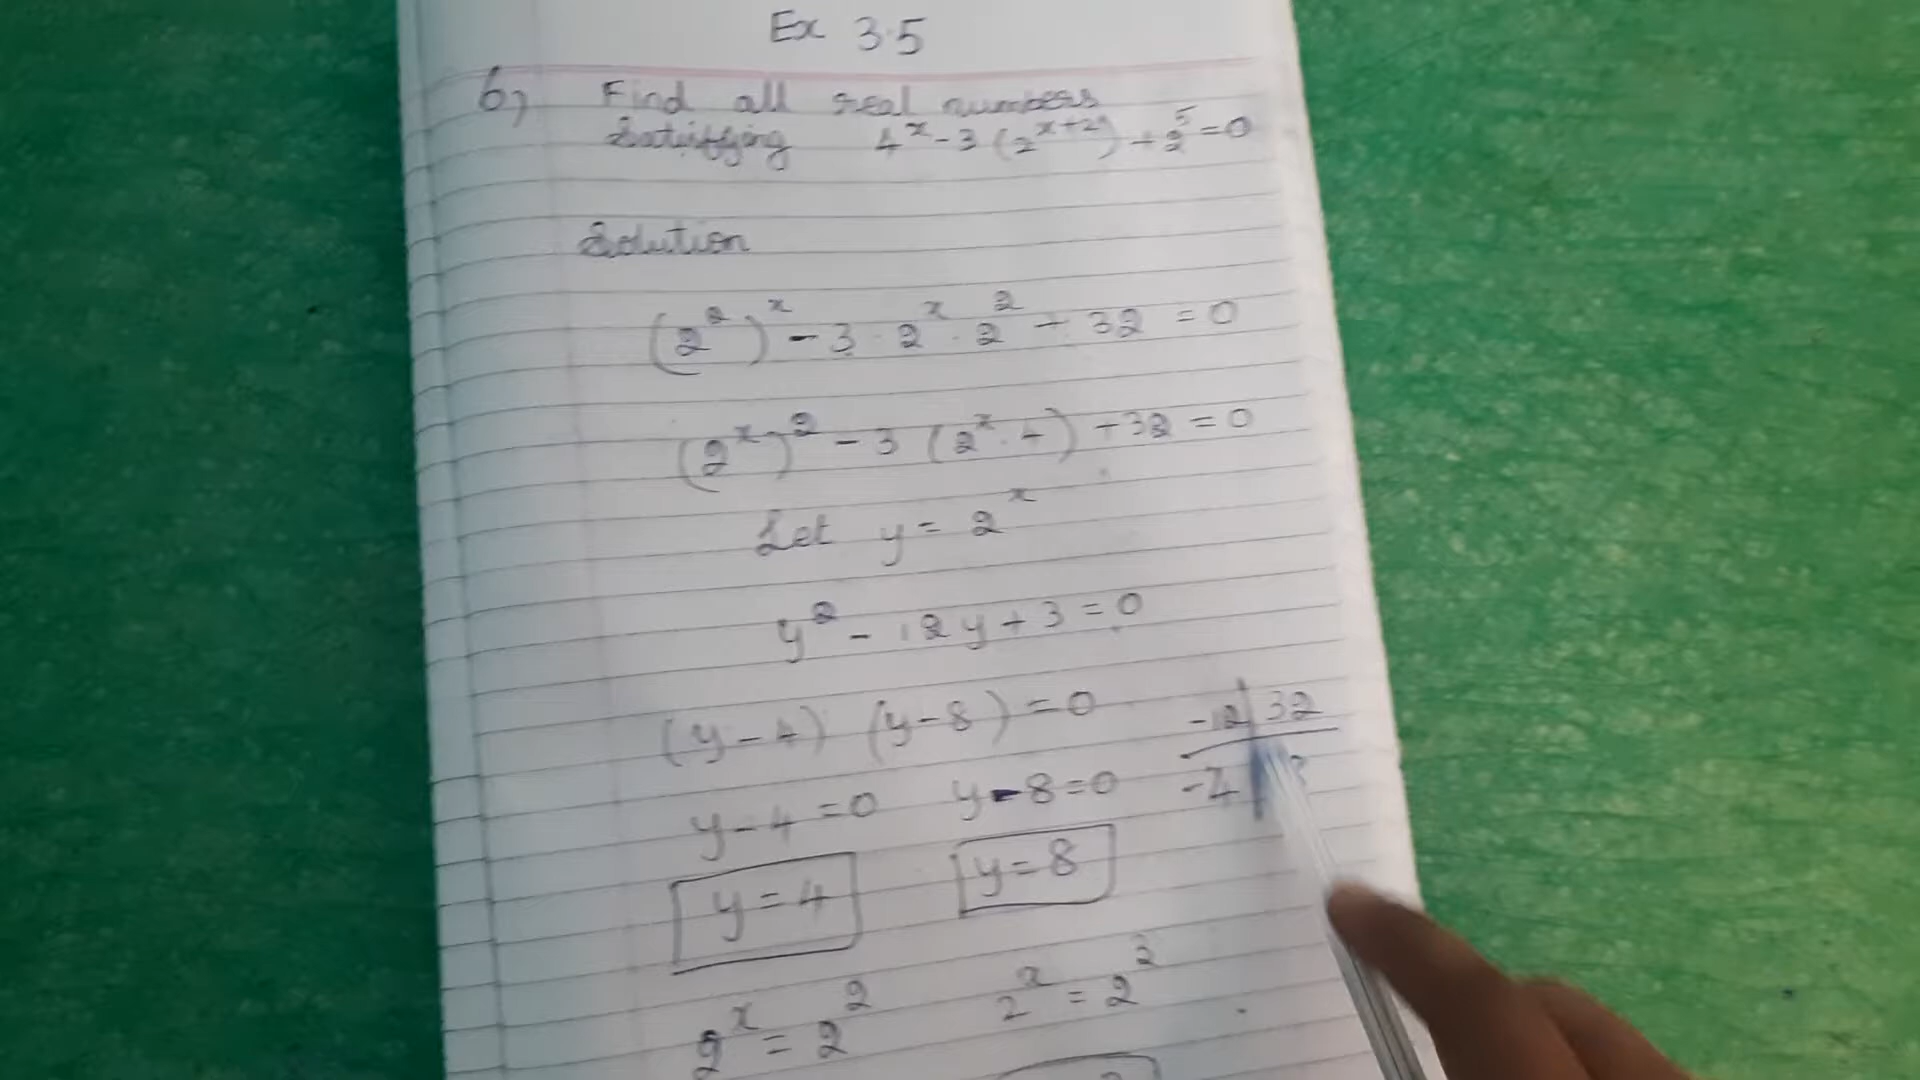 Ex 3.5
6) Find all real numbers
Satisfying 4^x - 3 (2^{x+2}) + 2^5 = 0
Solution
(2^2)^x - 3 · 2^x · 2^2 + 32 = 0
(2^x)^2 - 3 (2^x · 4) + 32 = 0
Let y = 2^x
y^2 - 12y + 3 = 0
(y - 4) (y - 8) = 0
-12 | 32
y - 4 = 0 y - 8 = 0
y = 4 y = 8
2^x = 2^2 2^x = 2^3